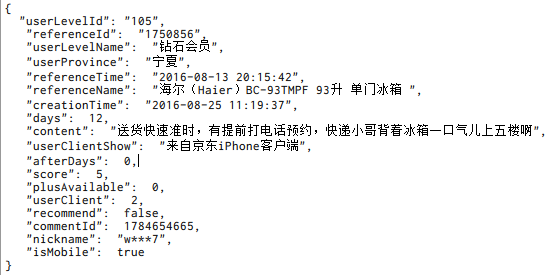 {
"userLevelId": "105",
"referenceId": "1750856",
"userLevelName": "钻石会员",
"userProvince": "宁夏",
"referenceTime": "2016-08-13 20:15:42",
"referenceName": "海尔（Haier）BC-93TMPF 93升 单门冰箱 ",
"creationTime": "2016-08-25 11:19:37",
"days": 12,
"content": "送货快速准时，有提前打电话预约，快递小哥背着冰箱一口气儿上五楼啊",
"userClientShow": "来自京东iPhone客户端",
"afterDays": 0,
"score": 5,
"plusAvailable": 0,
"userClient": 2,
"recommend": false,
"commentId": 1784654665,
"nickname": "w***7",
"isMobile": true
}